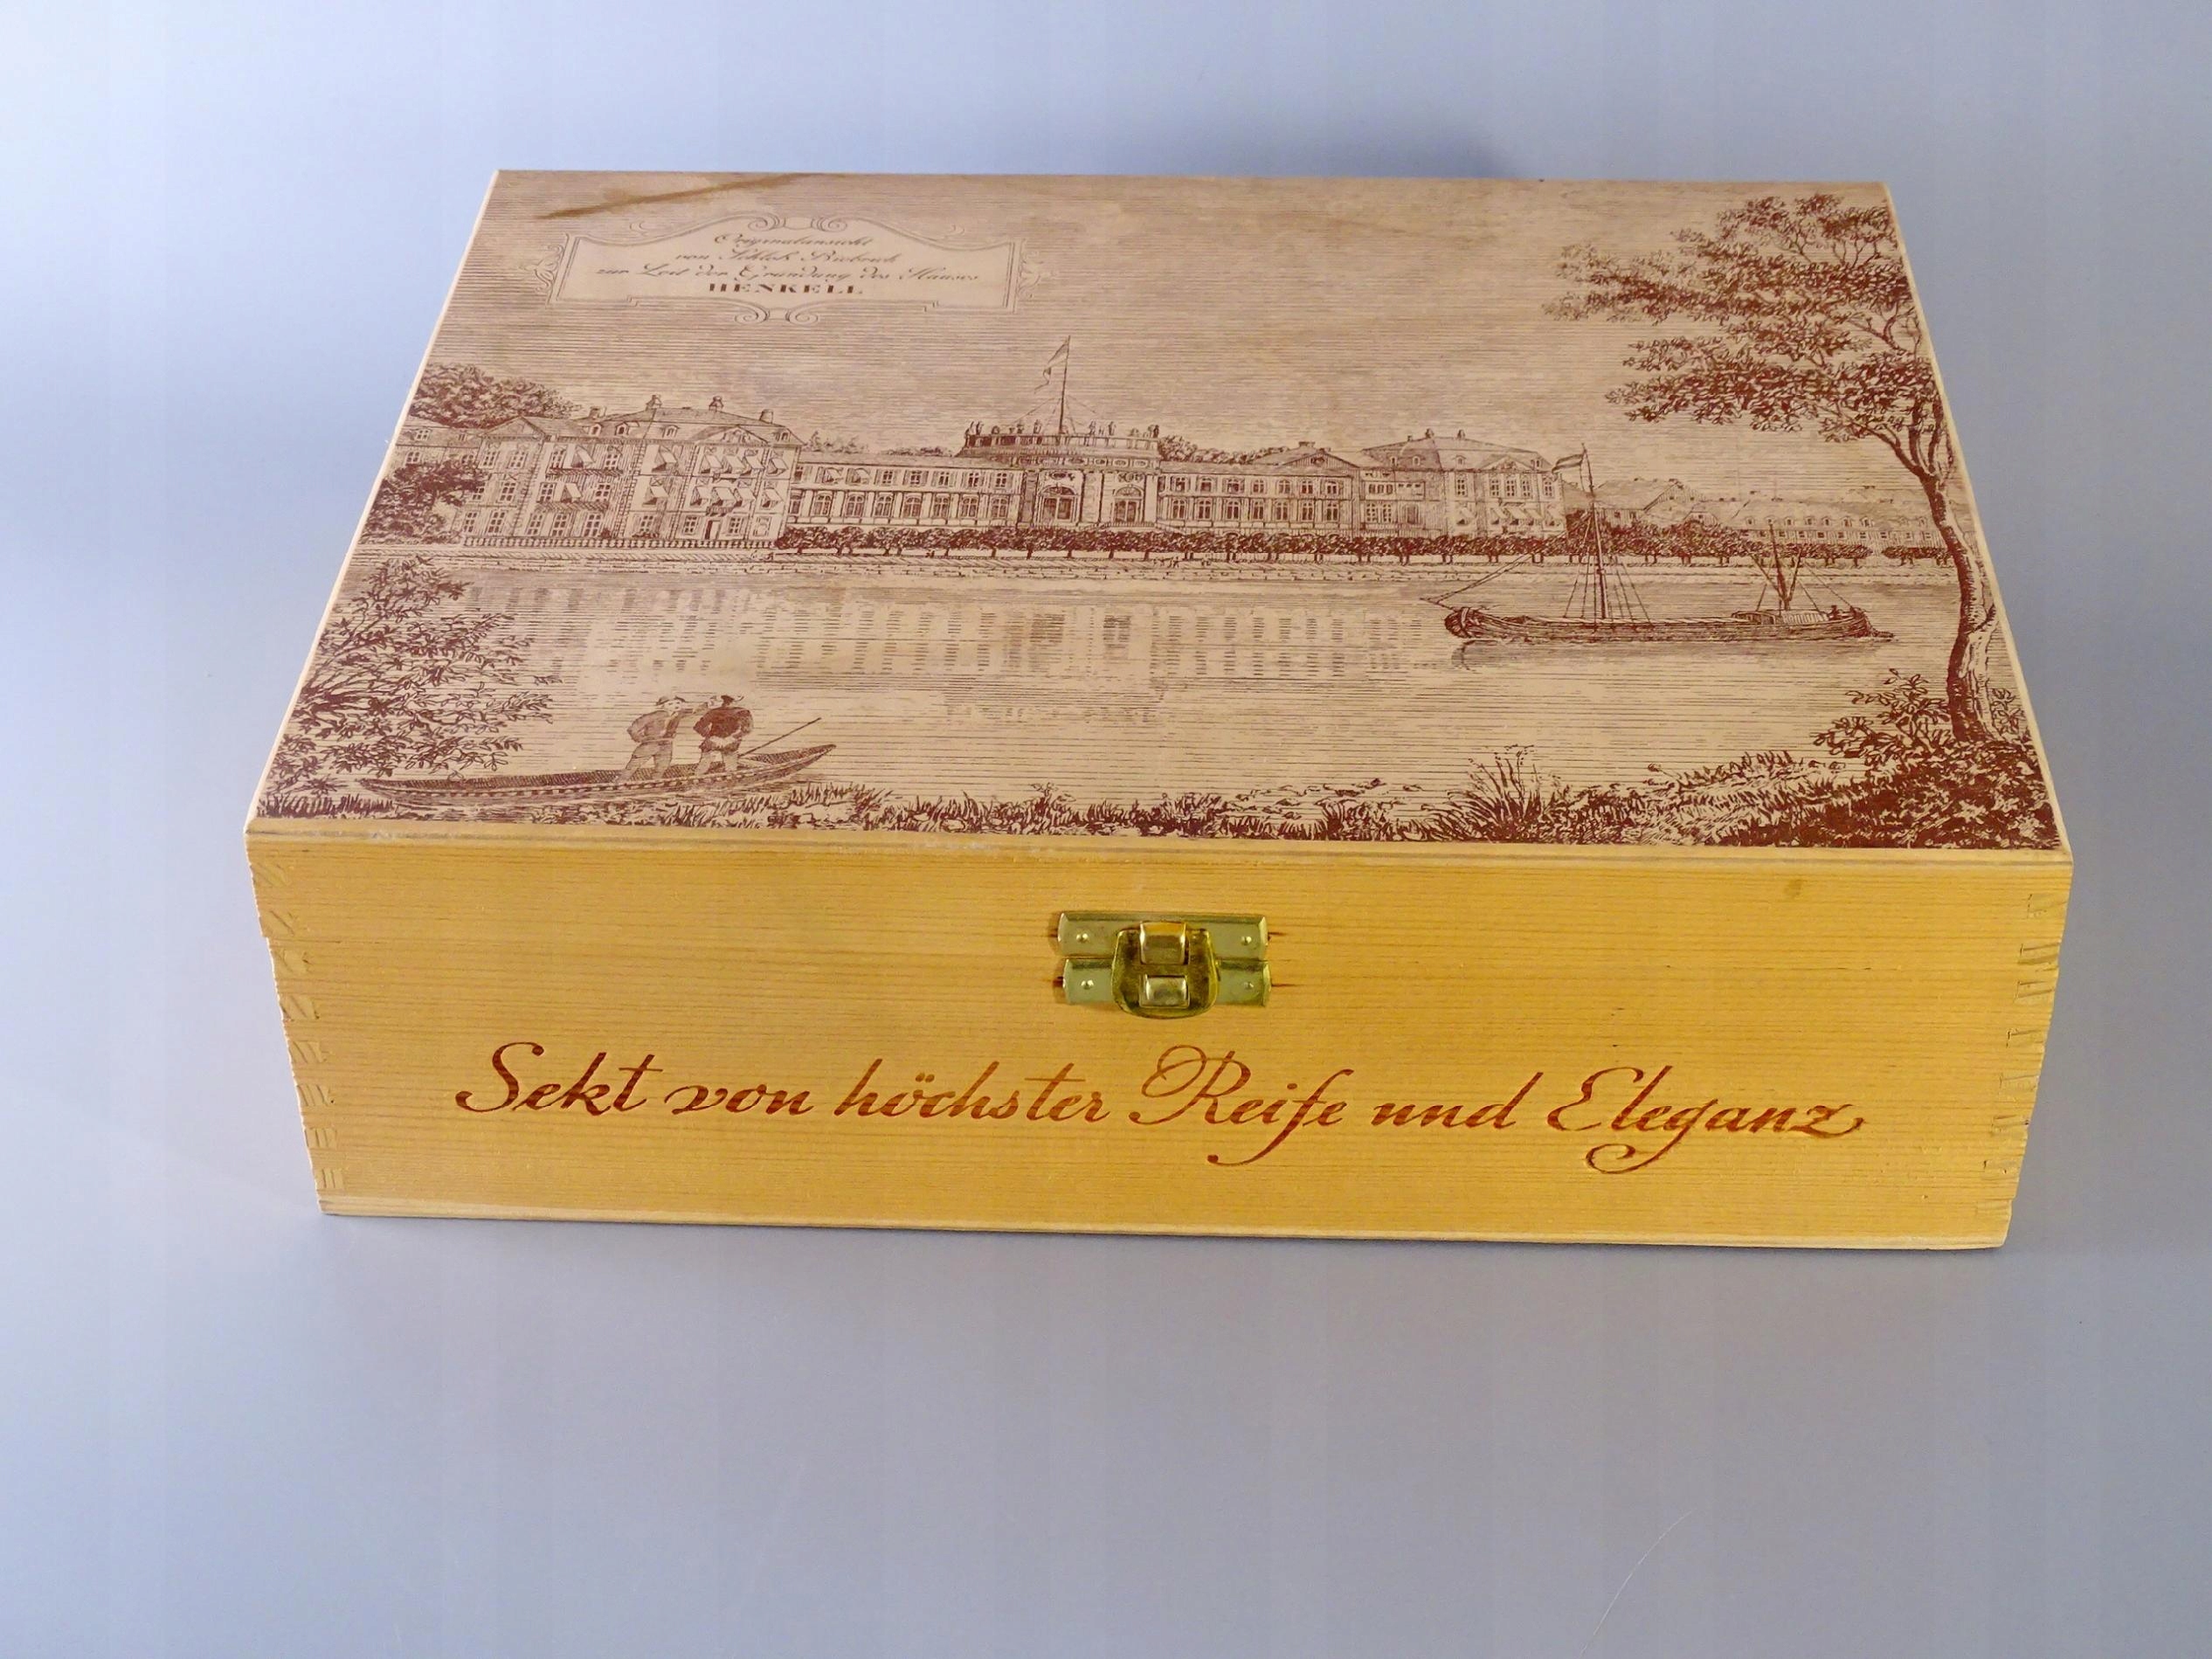 Originalansicht
von Schloß Biebrich
zur Zeit der Gründung des Hauses
HENKELL
Sekt von höchster Reife und Eleganz